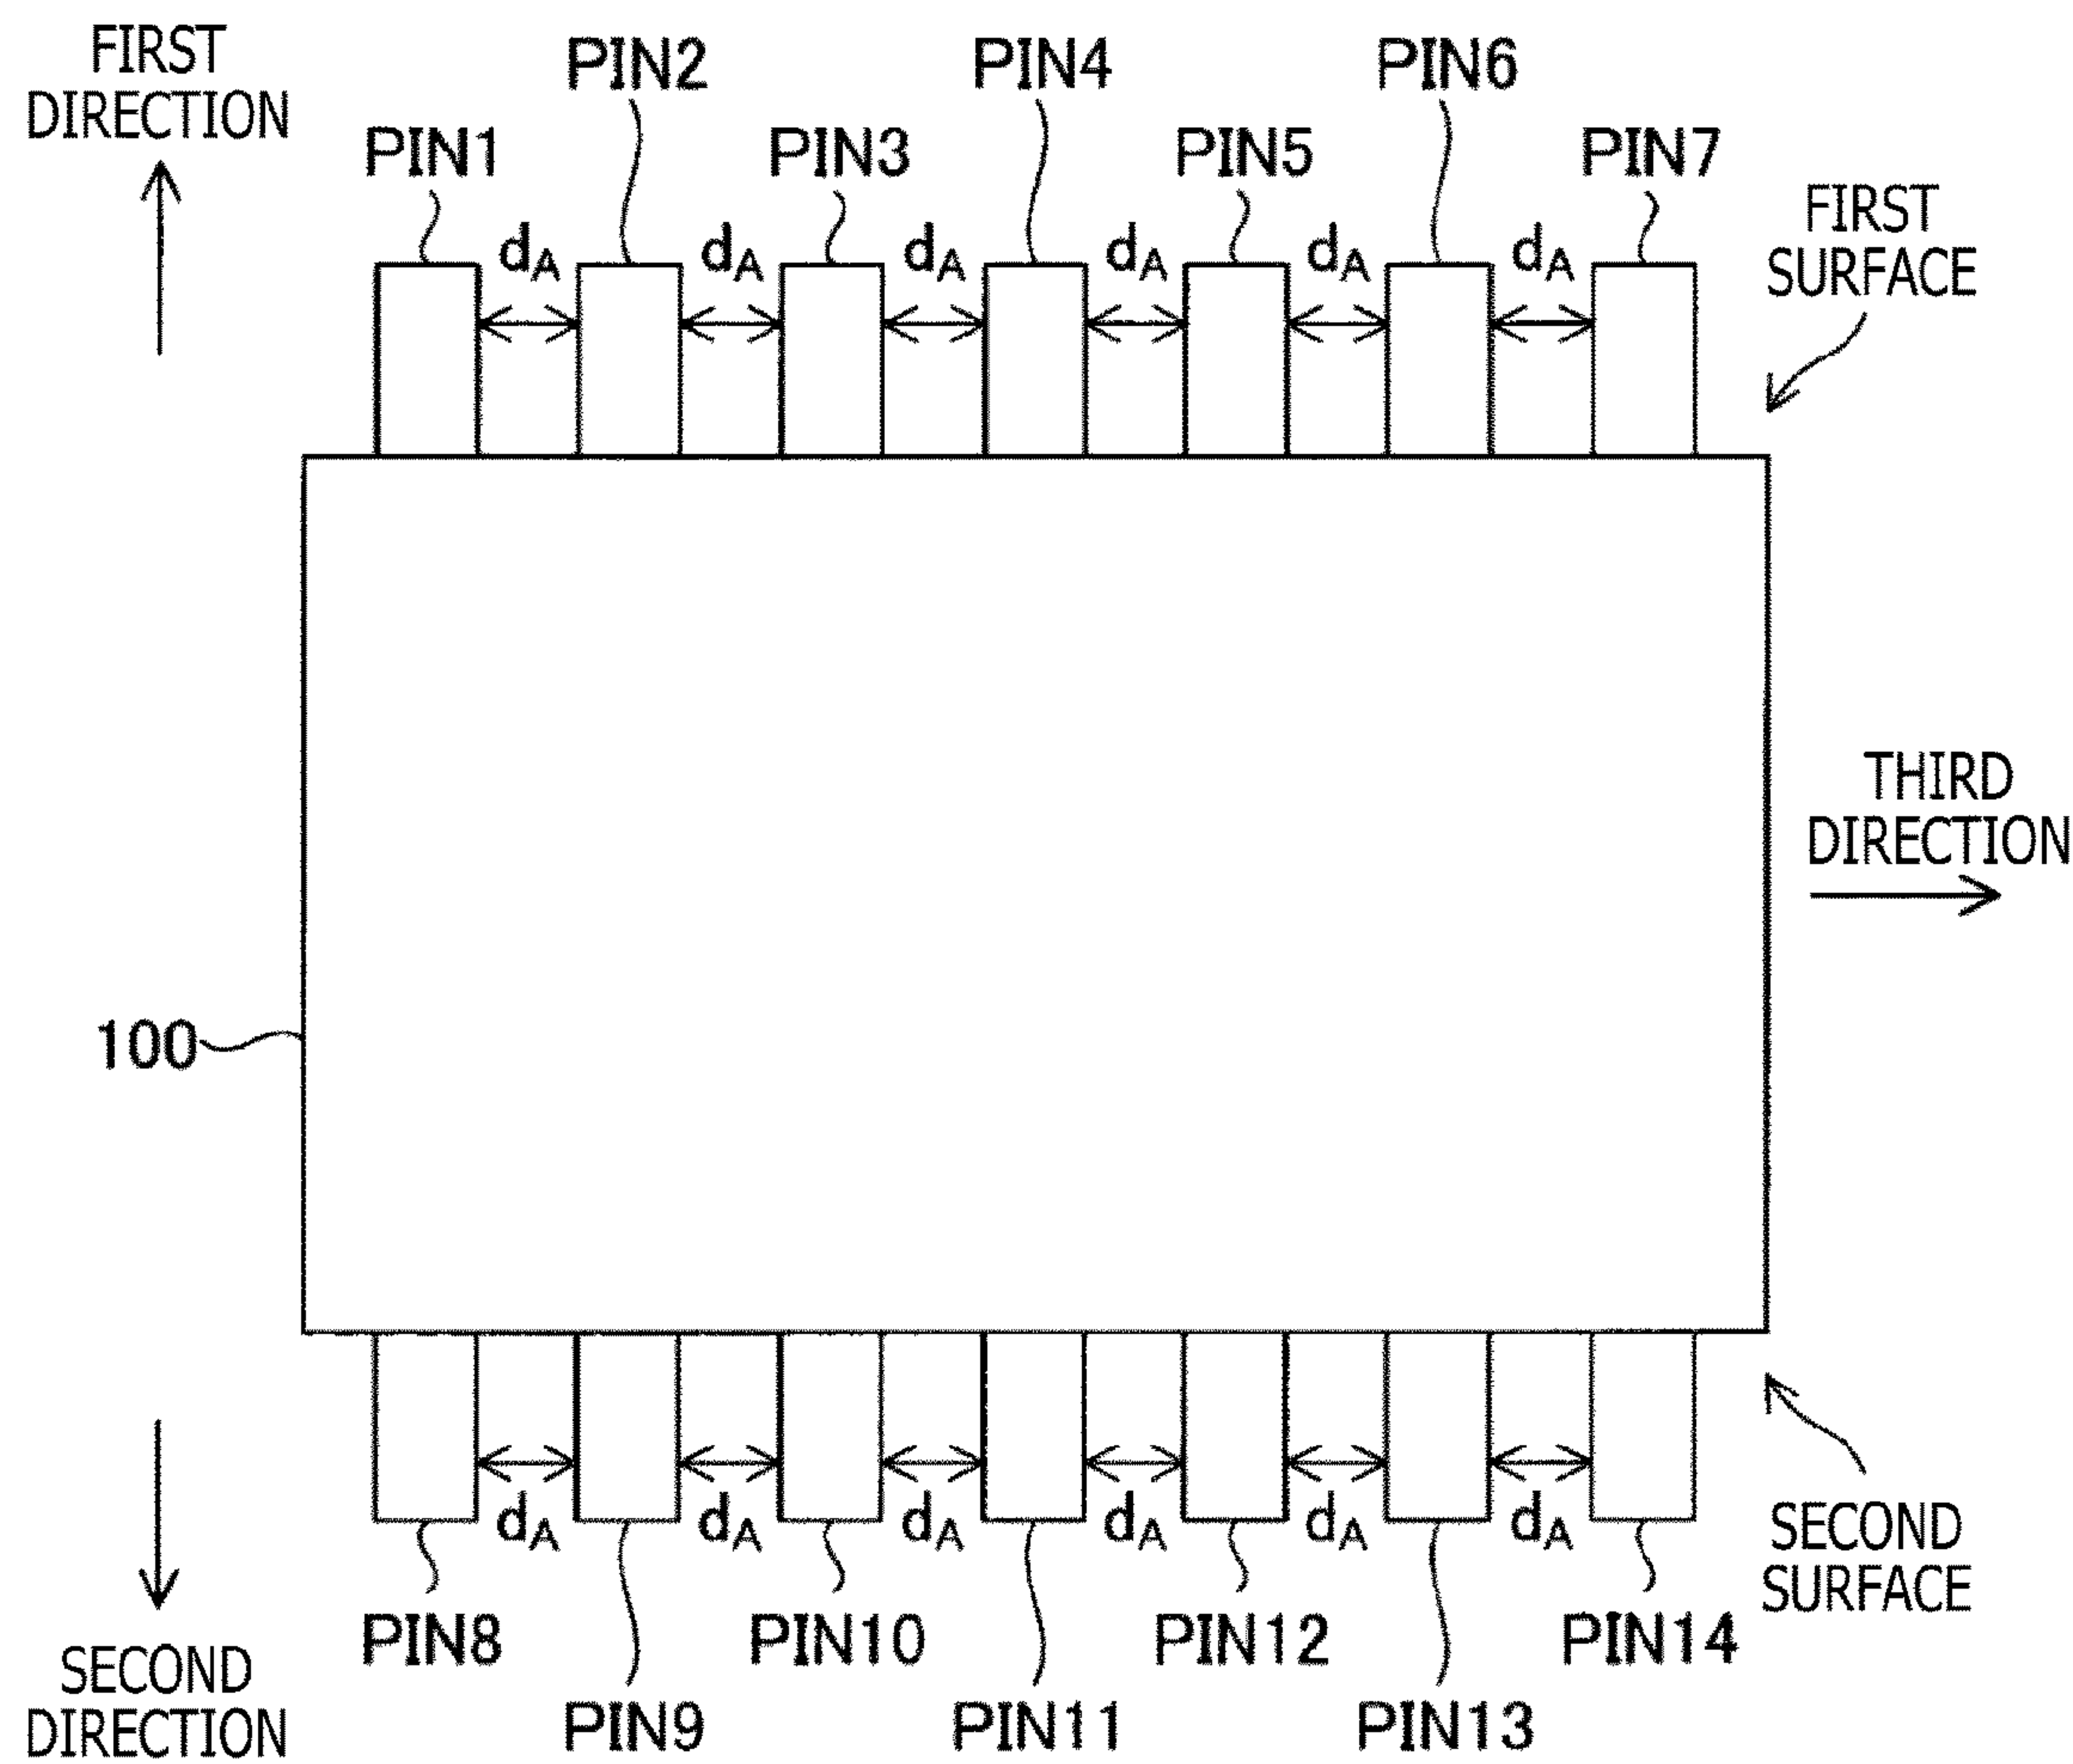 FIRST
DIRECTION
PIN2
PIN4
PIN6
PIN1
PIN3
PIN5
PIN7
FIRST
SURFACE
dA dA dA dA dA dA
THIRD
DIRECTION
100
dA dA dA dA dA dA
SECOND
SURFACE
PIN8
PIN10
PIN12
PIN14
SECOND
DIRECTION
PIN9
PIN11
PIN13